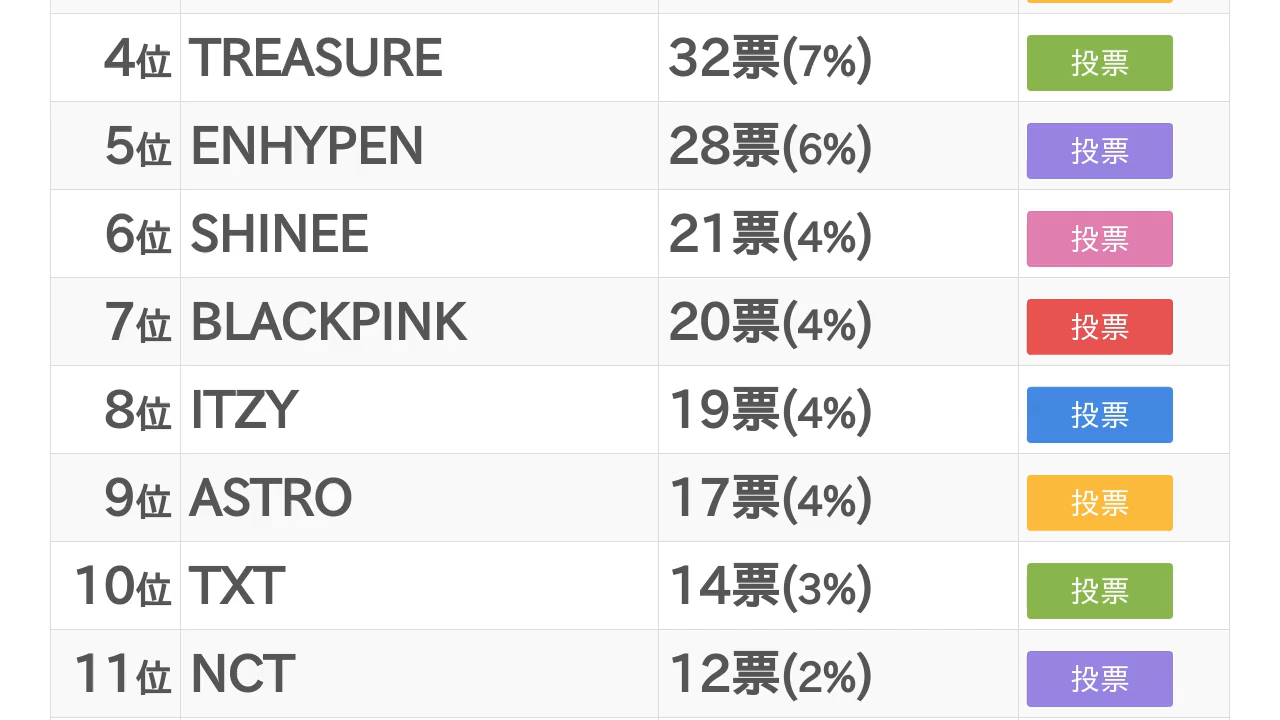 4位 TREASURE 32票(7%) 投票
5位 ENHYPEN 28票(6%) 投票
6位 SHINEE 21票(4%) 投票
7位 BLACKPINK 20票(4%) 投票
8位 ITZY 19票(4%) 投票
9位 ASTRO 17票(4%) 投票
10位 TXT 14票(3%) 投票
11位 NCT 12票(2%) 投票